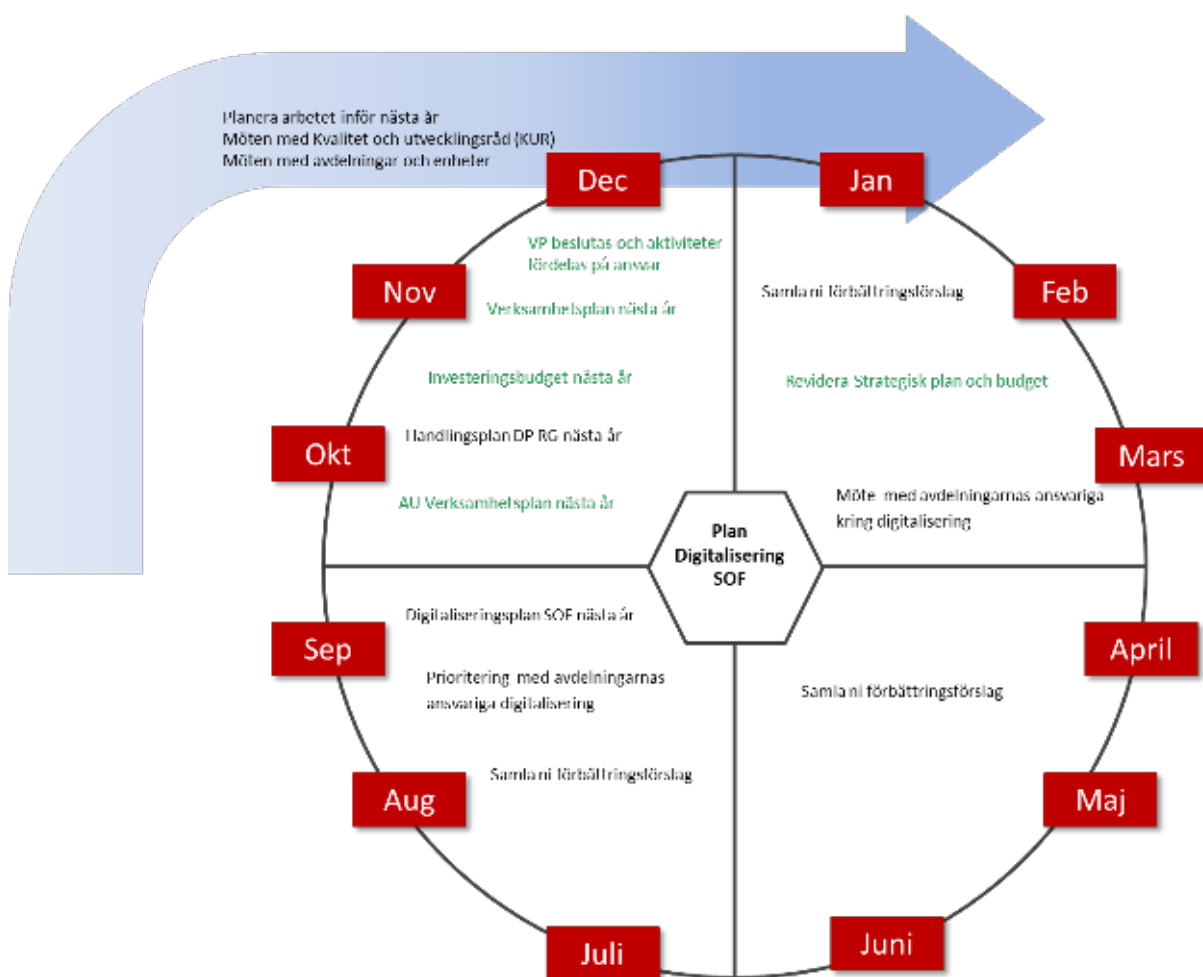 Planera arbetet inför nästa år
Möten med Kvalitet och utvecklingsråd (KUR)
Möten med avdelningar och enheter
Dec
Jan
VP beslutas och aktiviteter
fördelas på ansvar
Nov
Samla ni förbättringsförslag
Feb
Verksamhetsplan nästa år
Investeringsbudget nästa år
Revidera Strategisk plan och budget
Okt
Handlingsplan DP RG nästa år
Mars
AU Verksamhetsplan nästa år
Möte med avdelningarnas ansvariga
kring digitalisering
Plan
Digitalisering
SOF
Digitaliseringsplan SOF nästa år
Sep
April
Prioritering med avdelningarnas
ansvariga digitalisering
Samla ni förbättringsförslag
Samla ni förbättringsförslag
Aug
Maj
Juli
Juni